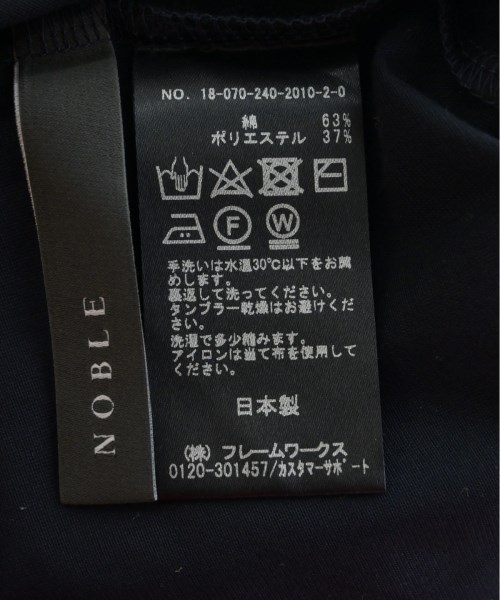 NOBLE
NO. 18-070-240-2010-2-0
綿 63%
ポリエステル 37%
F W
手洗いは水温30℃以下をお薦
めします。
裏返して洗ってください。
タンブラー乾燥はお避けくださ
い。
洗濯で多少縮みます。
アイロンは当て布を使用して
ください。
日本製
(株) フレームワークス
0120-301457/カスタマーサポート